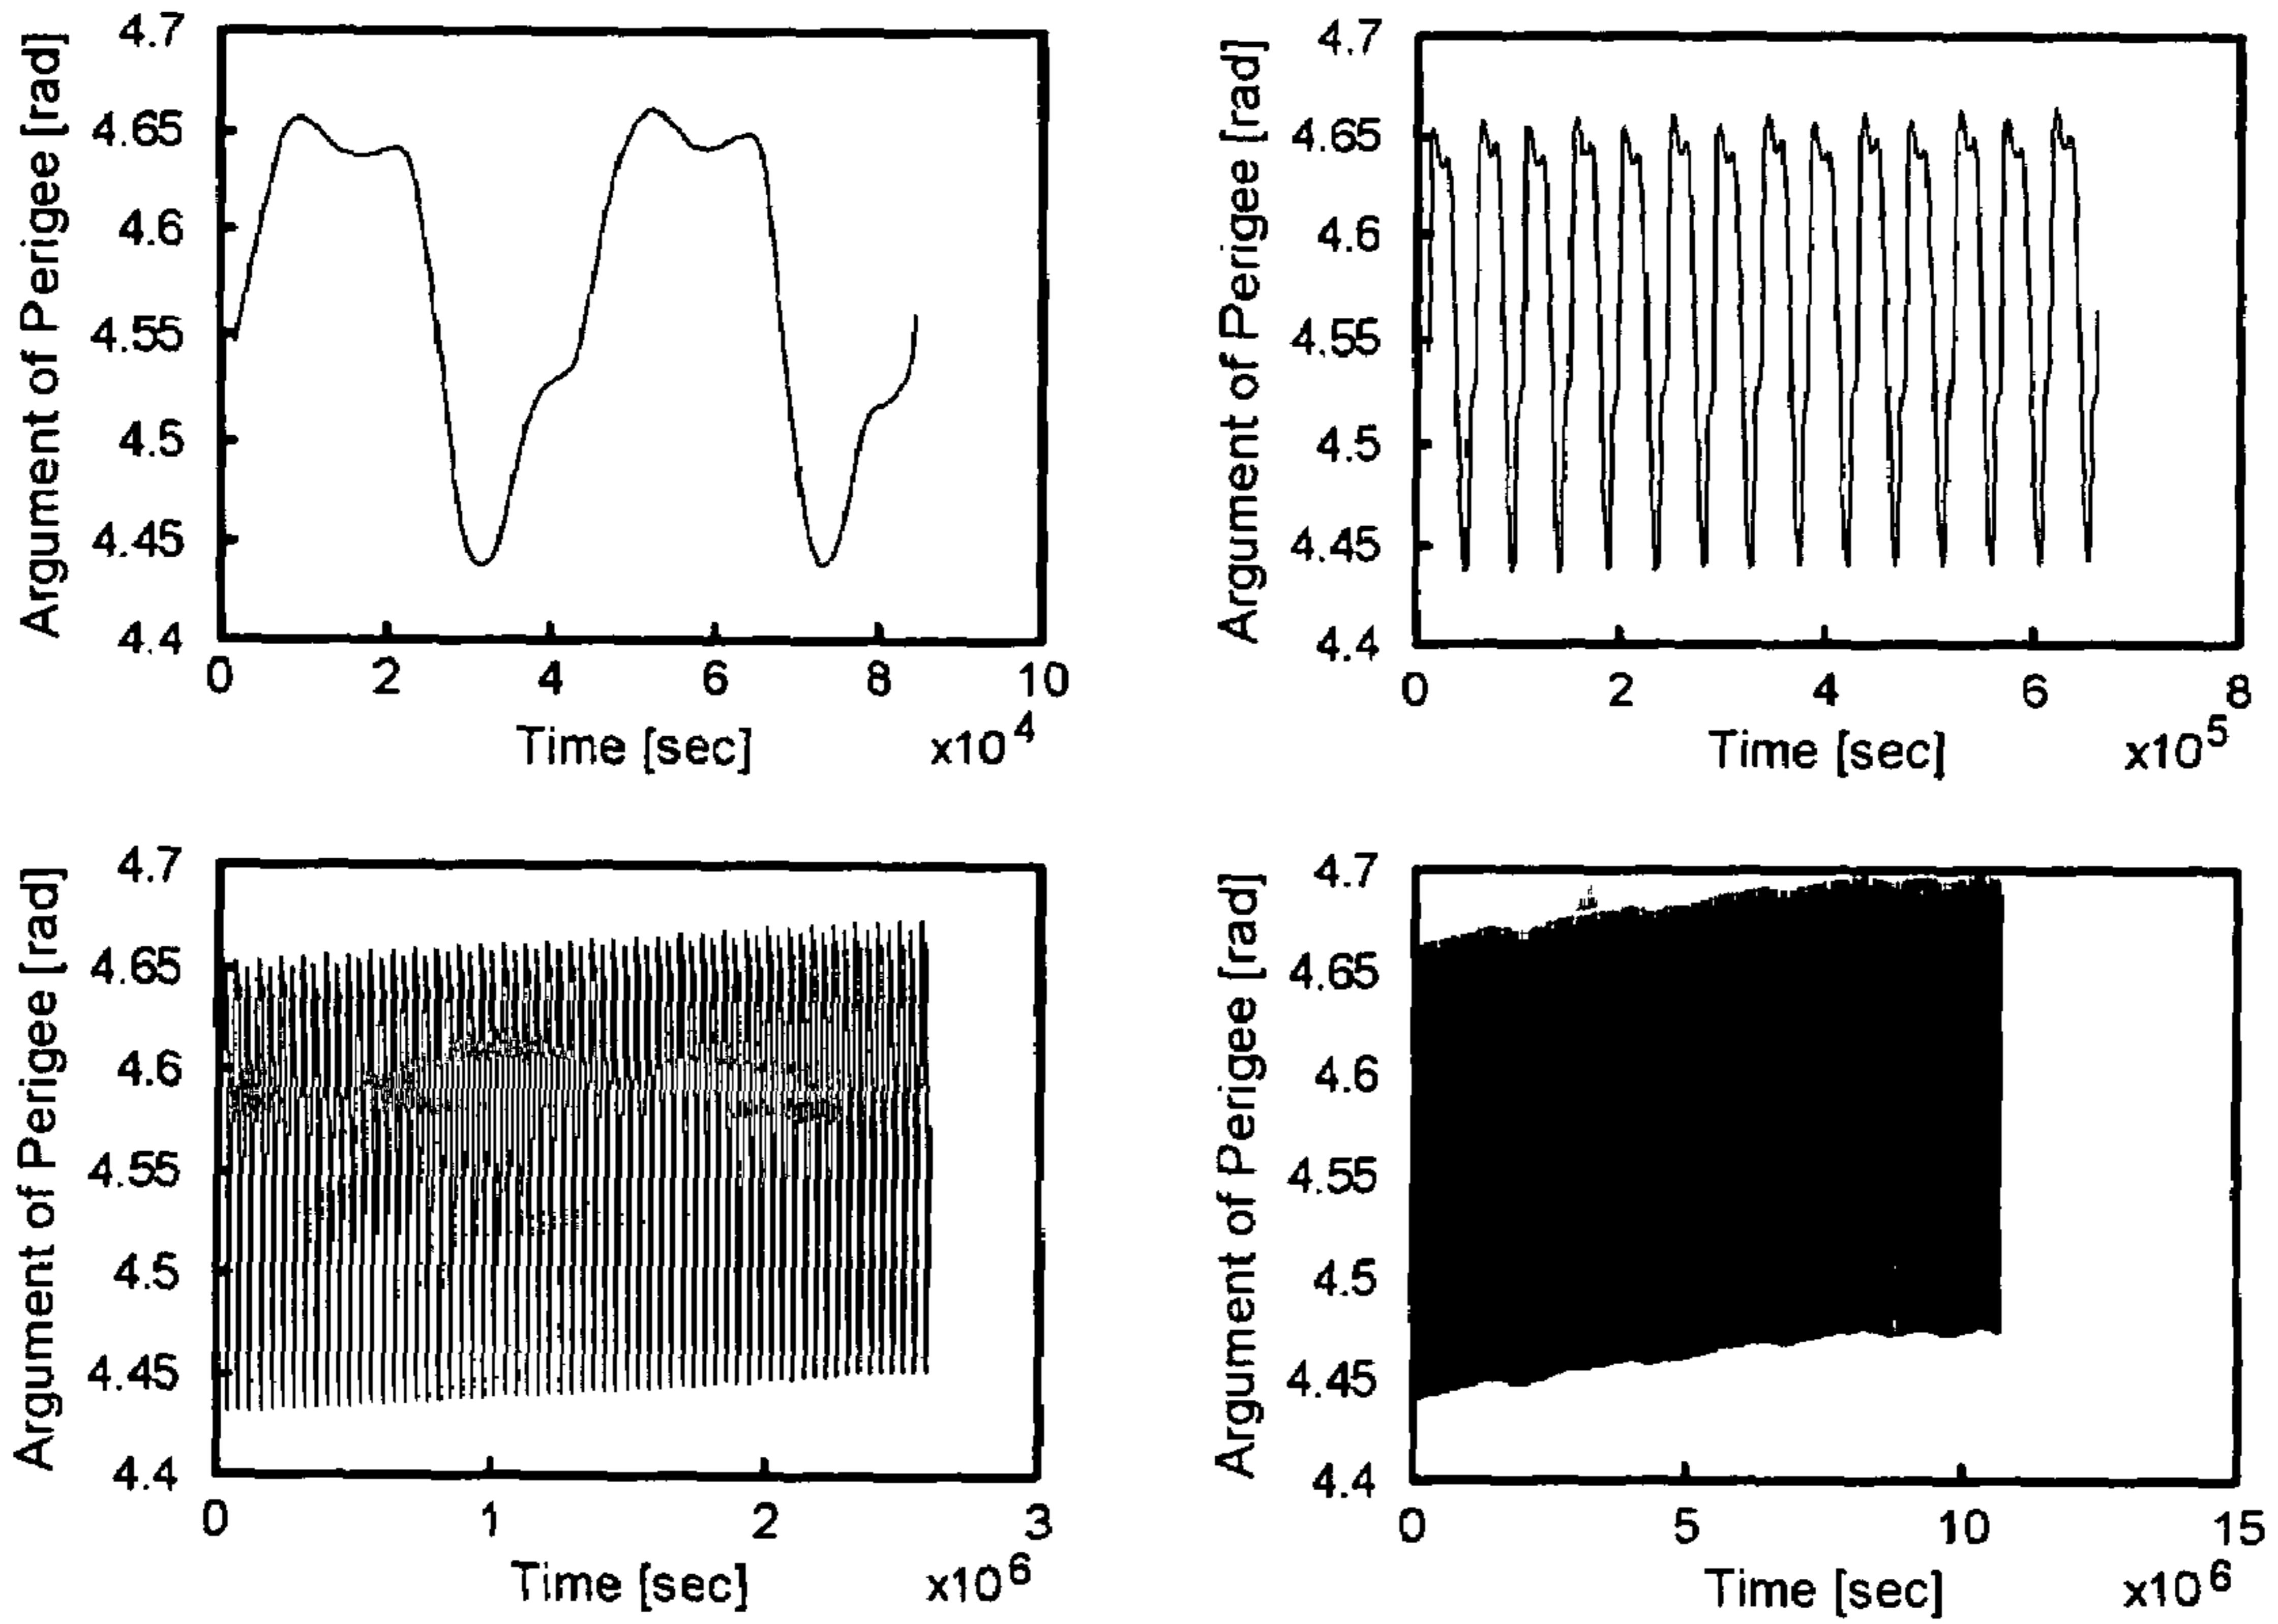 Argument of Perigee [rad]
4.7
4.65
4.6
4.55
4.5
4.45
4.4
0 2 4 6 8 10
Time [sec] x10^4
Argument of Perigee [rad]
4.7
4.65
4.6
4.55
4.5
4.45
4.4
0 2 4 6 8
Time [sec] x10^5
Argument of Perigee [rad]
4.7
4.65
4.6
4.55
4.5
4.45
4.4
0 1 2 3
Time [sec] x10^6
Argument of Perigee [rad]
4.7
4.65
4.6
4.55
4.5
4.45
4.4
0 5 10 15
Time [sec] x10^6